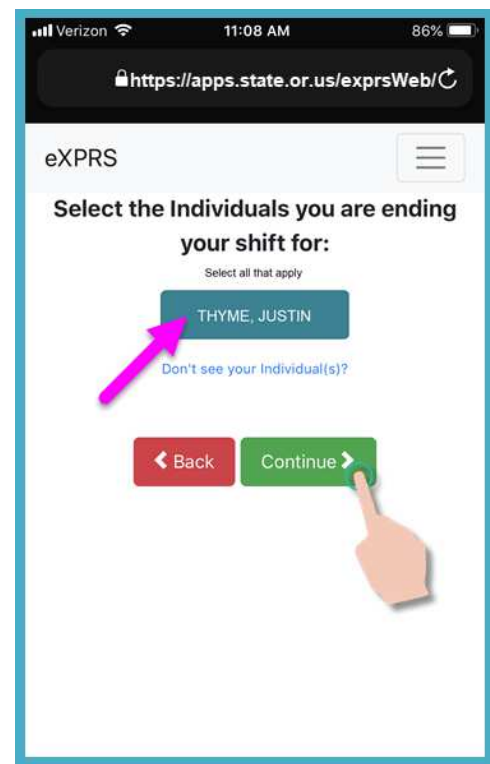 Verizon 11:08 AM 86%
https://apps.state.or.us/exprsWeb/
eXPRS
Select the Individuals you are ending
your shift for:
Select all that apply
THYME, JUSTIN
Don't see your Individual(s)?
Back Continue